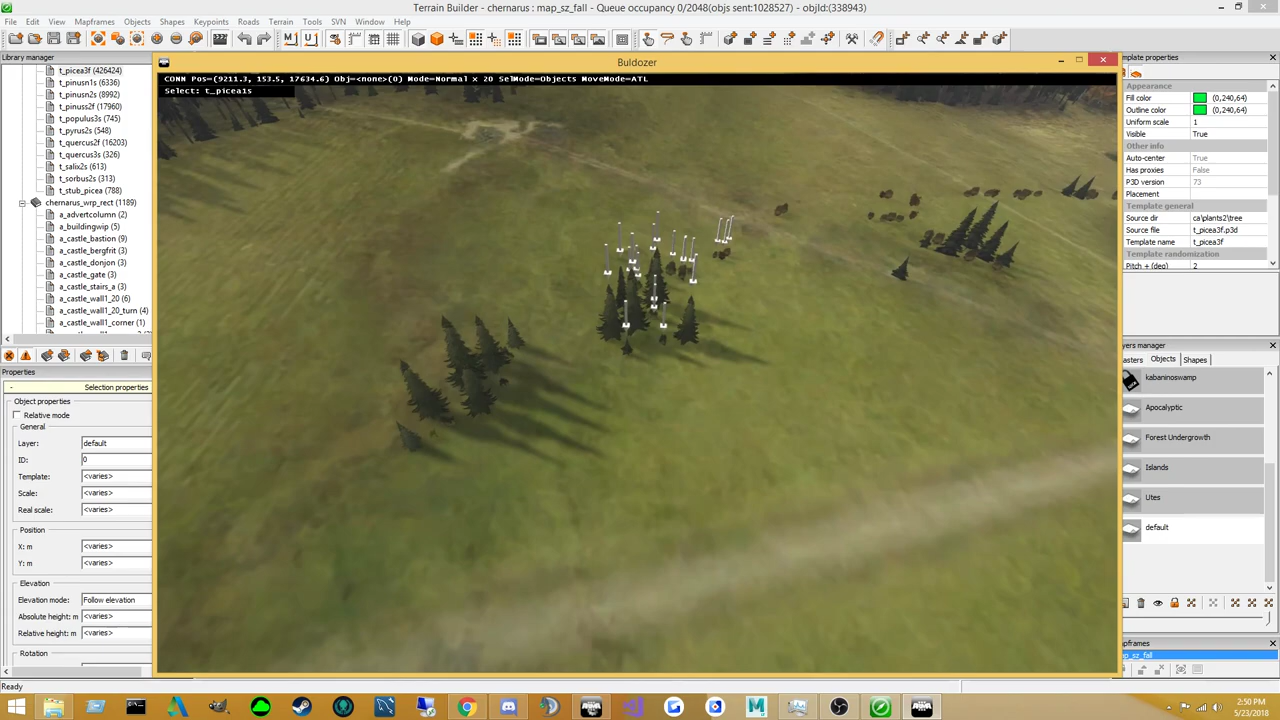 Terrain Builder - chernarus : map_sz_fall - Queue occupancy 0/2048(objs sent:1028527) - objId:(338943)
File Edit View Mapframes Objects Shapes Keypoints Roads Terrain Tools SVN Window Help
Library manager
t_picea3f (426424)
t_pinusn1s (6336)
t_pinusn2s (8992)
t_pinuss2f (17960)
t_populus3s (745)
t_pyrus2s (548)
t_quercus2f (16203)
t_quercus3s (326)
t_salix2s (613)
t_sorbus2s (313)
t_stub_picea (788)
chernarus_wrp_rect (1189)
a_advertcolumn (2)
a_buildingwip (5)
a_castle_bastion (9)
a_castle_bergfrit (3)
a_castle_donjon (3)
a_castle_gate (3)
a_castle_stairs_a (3)
a_castle_wall1_20 (6)
a_castle_wall1_20_turn (4)
a_castle_wall1_corner (1)
Properties
- Selection properties
Object properties
Relative mode
General
Layer: default
ID: 0
Template: <varies>
Scale: <varies>
Real scale: <varies>
Position
X: m <varies>
Y: m <varies>
Elevation
Elevation mode: Follow elevation
Absolute height: m <varies>
Relative height: m <varies>
Rotation
Ready
Buldozer
CONN Pos=(9211.3, 153.5, 17634.6) Obj=<none>(0) Mode=Normal x 20 SelMode=Objects MoveMode=ATL
Select: t_picea1s
Template properties
Appearance
Fill color (0,240,64)
Outline color (0,240,64)
Uniform scale 1
Visible True
Other info
Auto-center True
Has proxies False
P3D version 73
Placement
Template general
Source dir ca\plants2\tree
Source file t_picea3f.p3d
Template name t_picea3f
Template randomization
Pitch + (deg) 2
ayers manager
asters Objects Shapes
kabaninoswamp
Apocalyptic
Forest Undergrowth
Islands
Utes
default
apframes
map_sz_fall
2:50 PM
5/23/2018